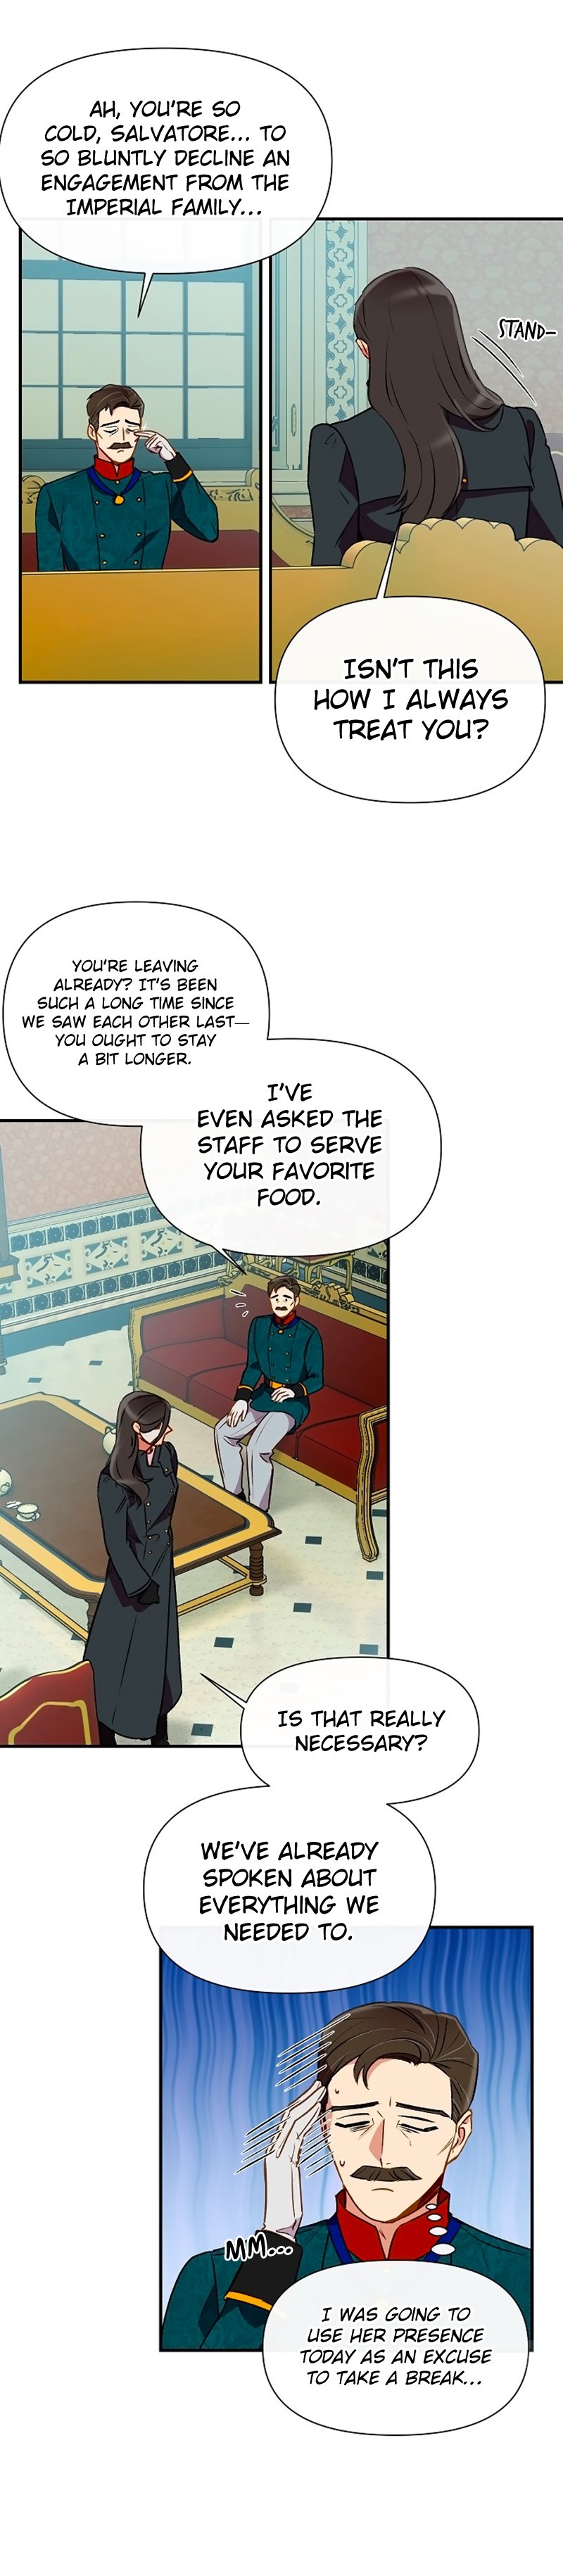 AH, YOU'RE SO
COLD, SALVATORE... TO
SO BLUNTLY DECLINE AN
ENGAGEMENT FROM THE
IMPERIAL FAMILY...
STAND-
ISN'T THIS
HOW I ALWAYS
TREAT YOU?
YOU'RE LEAVING
ALREADY? IT'S BEEN
SUCH A LONG TIME SINCE
WE SAW EACH OTHER LAST—
YOU OUGHT TO STAY
A BIT LONGER.
I'VE
EVEN ASKED THE
STAFF TO SERVE
YOUR FAVORITE
FOOD.
IS THAT REALLY
NECESSARY?
WE'VE ALREADY
SPOKEN ABOUT
EVERYTHING WE
NEEDED TO.
MM...
I WAS GOING TO
USE HER PRESENCE
TODAY AS AN EXCUSE
TO TAKE A BREAK...